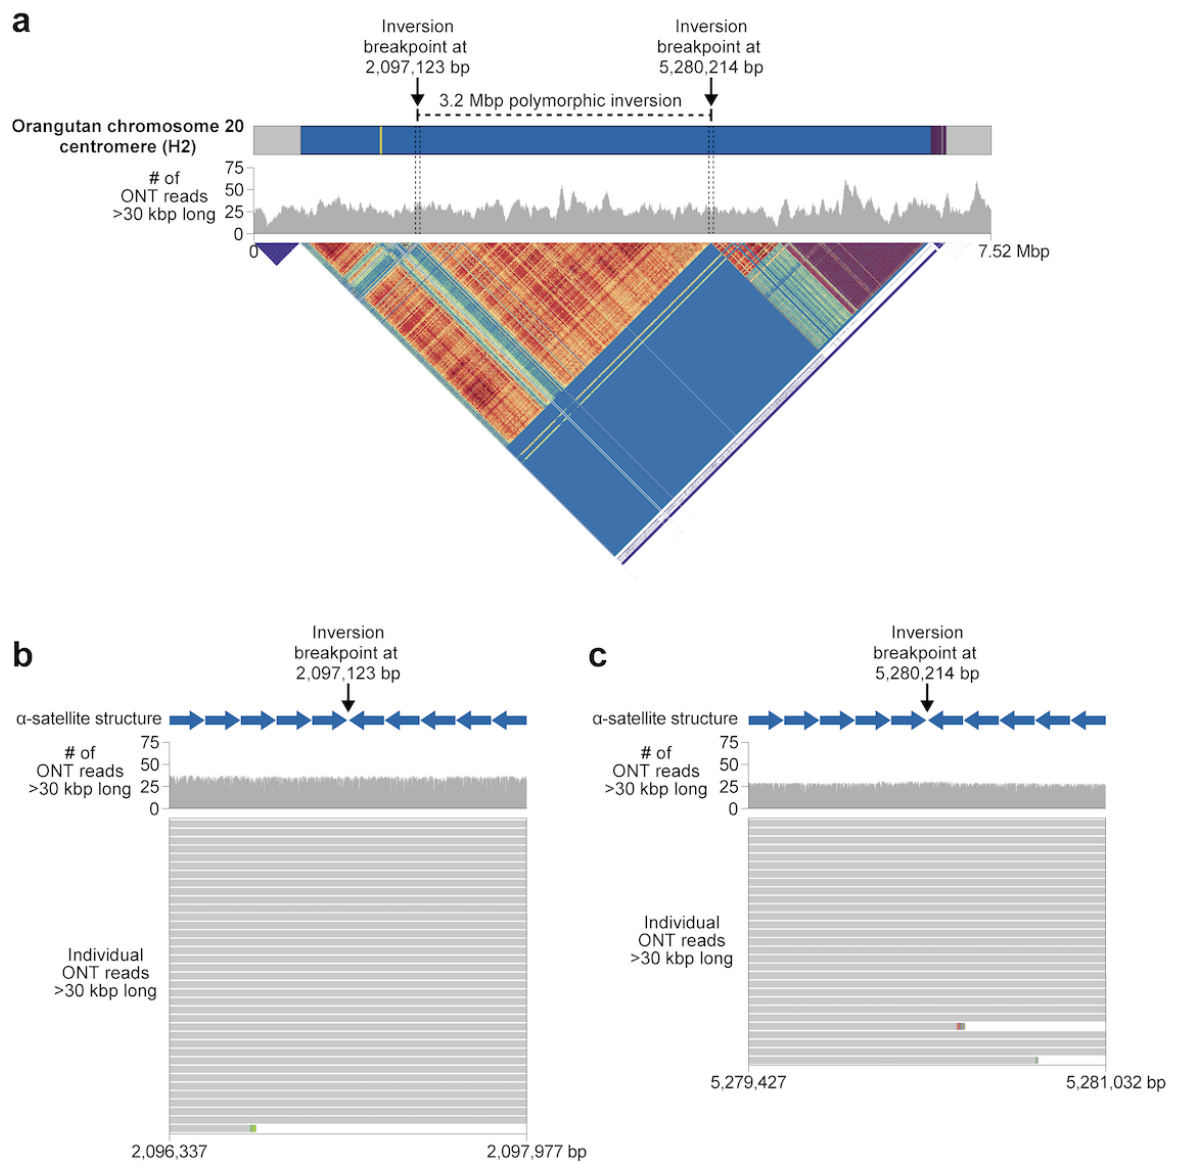 a
Inversion
breakpoint at
2,097,123 bp
Inversion
breakpoint at
5,280,214 bp
3.2 Mbp polymorphic inversion
Orangutan chromosome 20
centromere (H2)
# of
ONT reads
>30 kbp long
75
50
25
0
0
7.52 Mbp
b
Inversion
breakpoint at
2,097,123 bp
α-satellite structure
# of
ONT reads
>30 kbp long
75
50
25
0
Individual
ONT reads
>30 kbp long
2,096,337
2,097,977 bp
c
Inversion
breakpoint at
5,280,214 bp
α-satellite structure
# of
ONT reads
>30 kbp long
75
50
25
0
Individual
ONT reads
>30 kbp long
5,279,427
5,281,032 bp